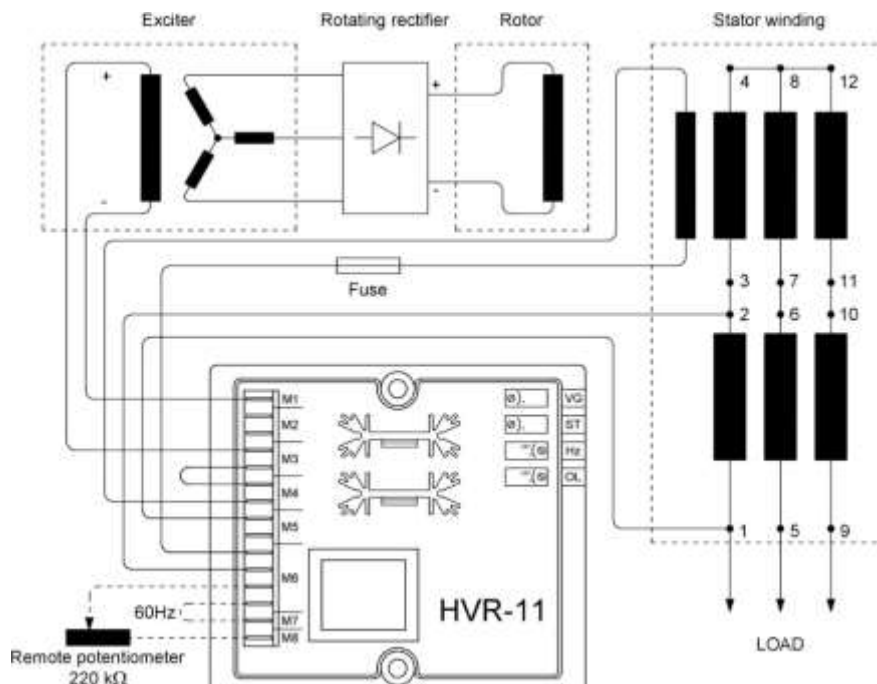 Exciter
Rotating rectifier
Rotor
Stator winding
+
-
+
-
4 8 12
3 7 11
2 6 10
1 5 9
Fuse
M1
M2
M3
M4
M5
M6
M7
M8
VG
ST
Hz
OL
60Hz
HVR-11
Remote potentiometer
220 kΩ
LOAD